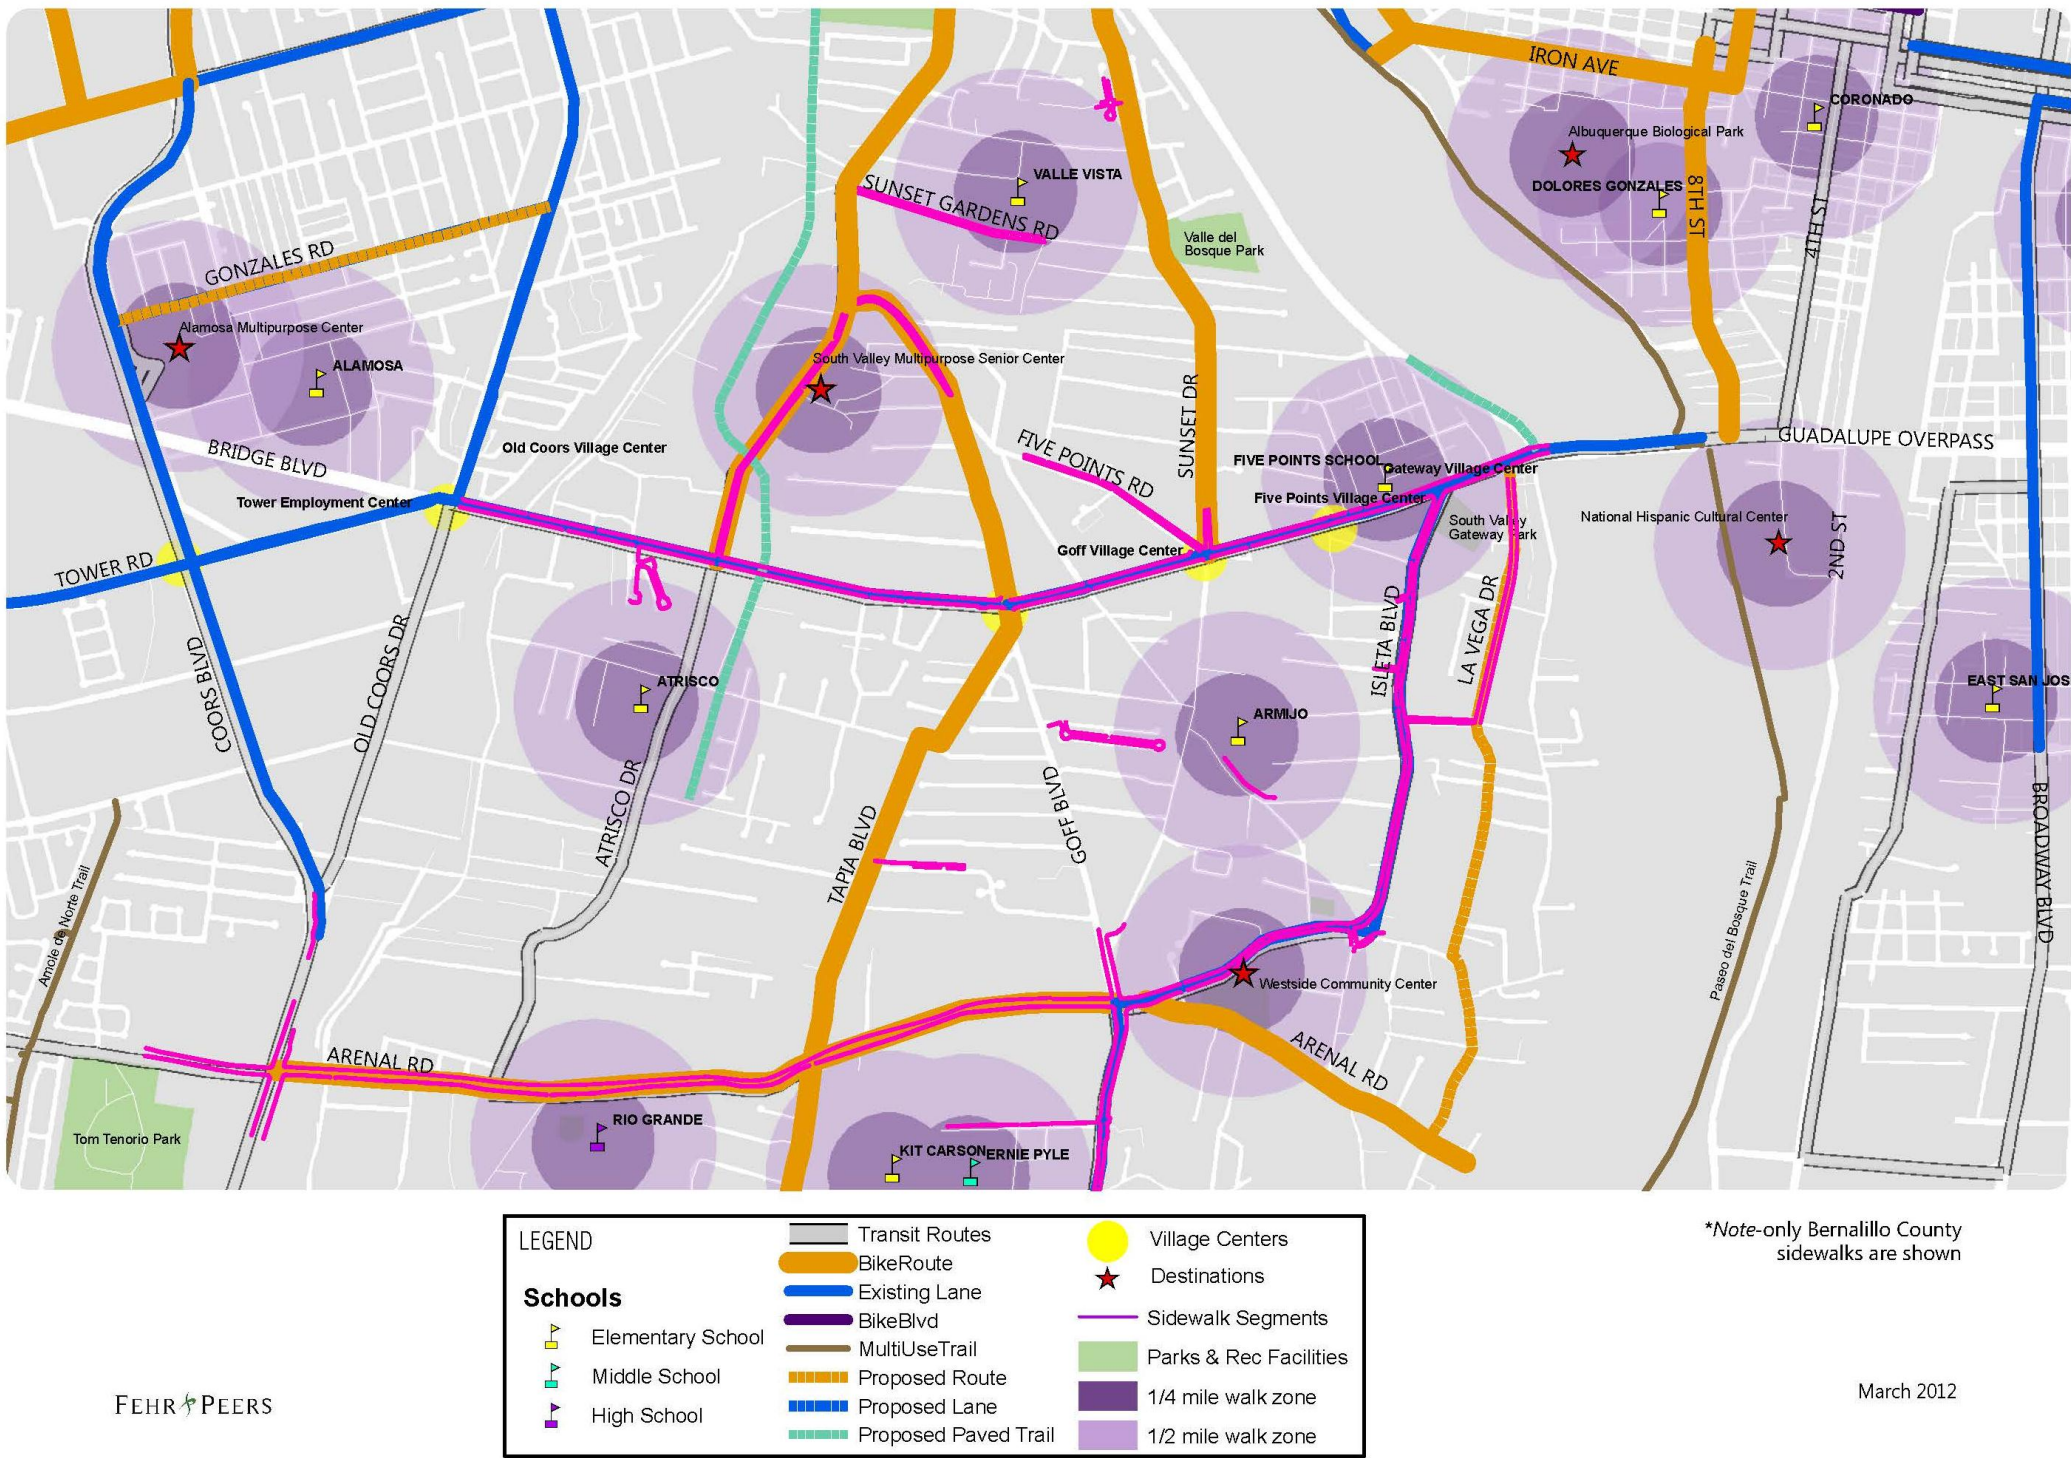 IRON AVE
CORONADO
Albuquerque Biological Park
DOLORES GONZALES
8TH ST
4TH ST
VALLE VISTA
SUNSET GARDENS RD
Valle del
Bosque Park
GONZALES RD
Alamosa Multipurpose Center
ALAMOSA
South Valley Multipurpose Senior Center
SUNSET DR
BRIDGE BLVD
Old Coors Village Center
FIVE POINTS RD
FIVE POINTS SCHOOL
Gateway Village Center
GUADALUPE OVERPASS
Tower Employment Center
Five Points Village Center
South Valley
Gateway Park
National Hispanic Cultural Center
2ND ST
Goff Village Center
TOWER RD
COORS BLVD
OLD COORS DR
ATRISCO
ISLETA BLVD
LA VEGA DR
EAST SAN JOS
ARMIJO
ATRISCO DR
TAPIA BLVD
GOFF BLVD
BROADWAY BLVD
Amole de Norte Trail
Paseo del Bosque Trail
Westside Community Center
ARENAL RD
ARENAL RD
Tom Tenorio Park
RIO GRANDE
KIT CARSON
ERNIE PYLE
LEGEND
Schools
Elementary School
Middle School
High School
Transit Routes
BikeRoute
Existing Lane
BikeBlvd
MultiUseTrail
Proposed Route
Proposed Lane
Proposed Paved Trail
Village Centers
Destinations
Sidewalk Segments
Parks & Rec Facilities
1/4 mile walk zone
1/2 mile walk zone
*Note-only Bernalillo County
sidewalks are shown
March 2012
FEHR PEERS